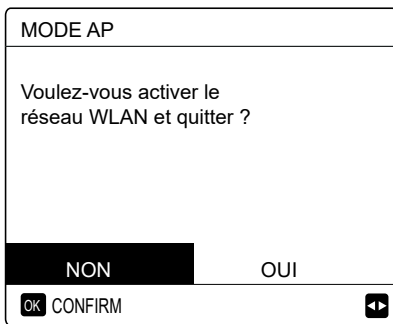 MODE AP
Voulez-vous activer le
réseau WLAN et quitter ?
NON OUI
OK CONFIRM